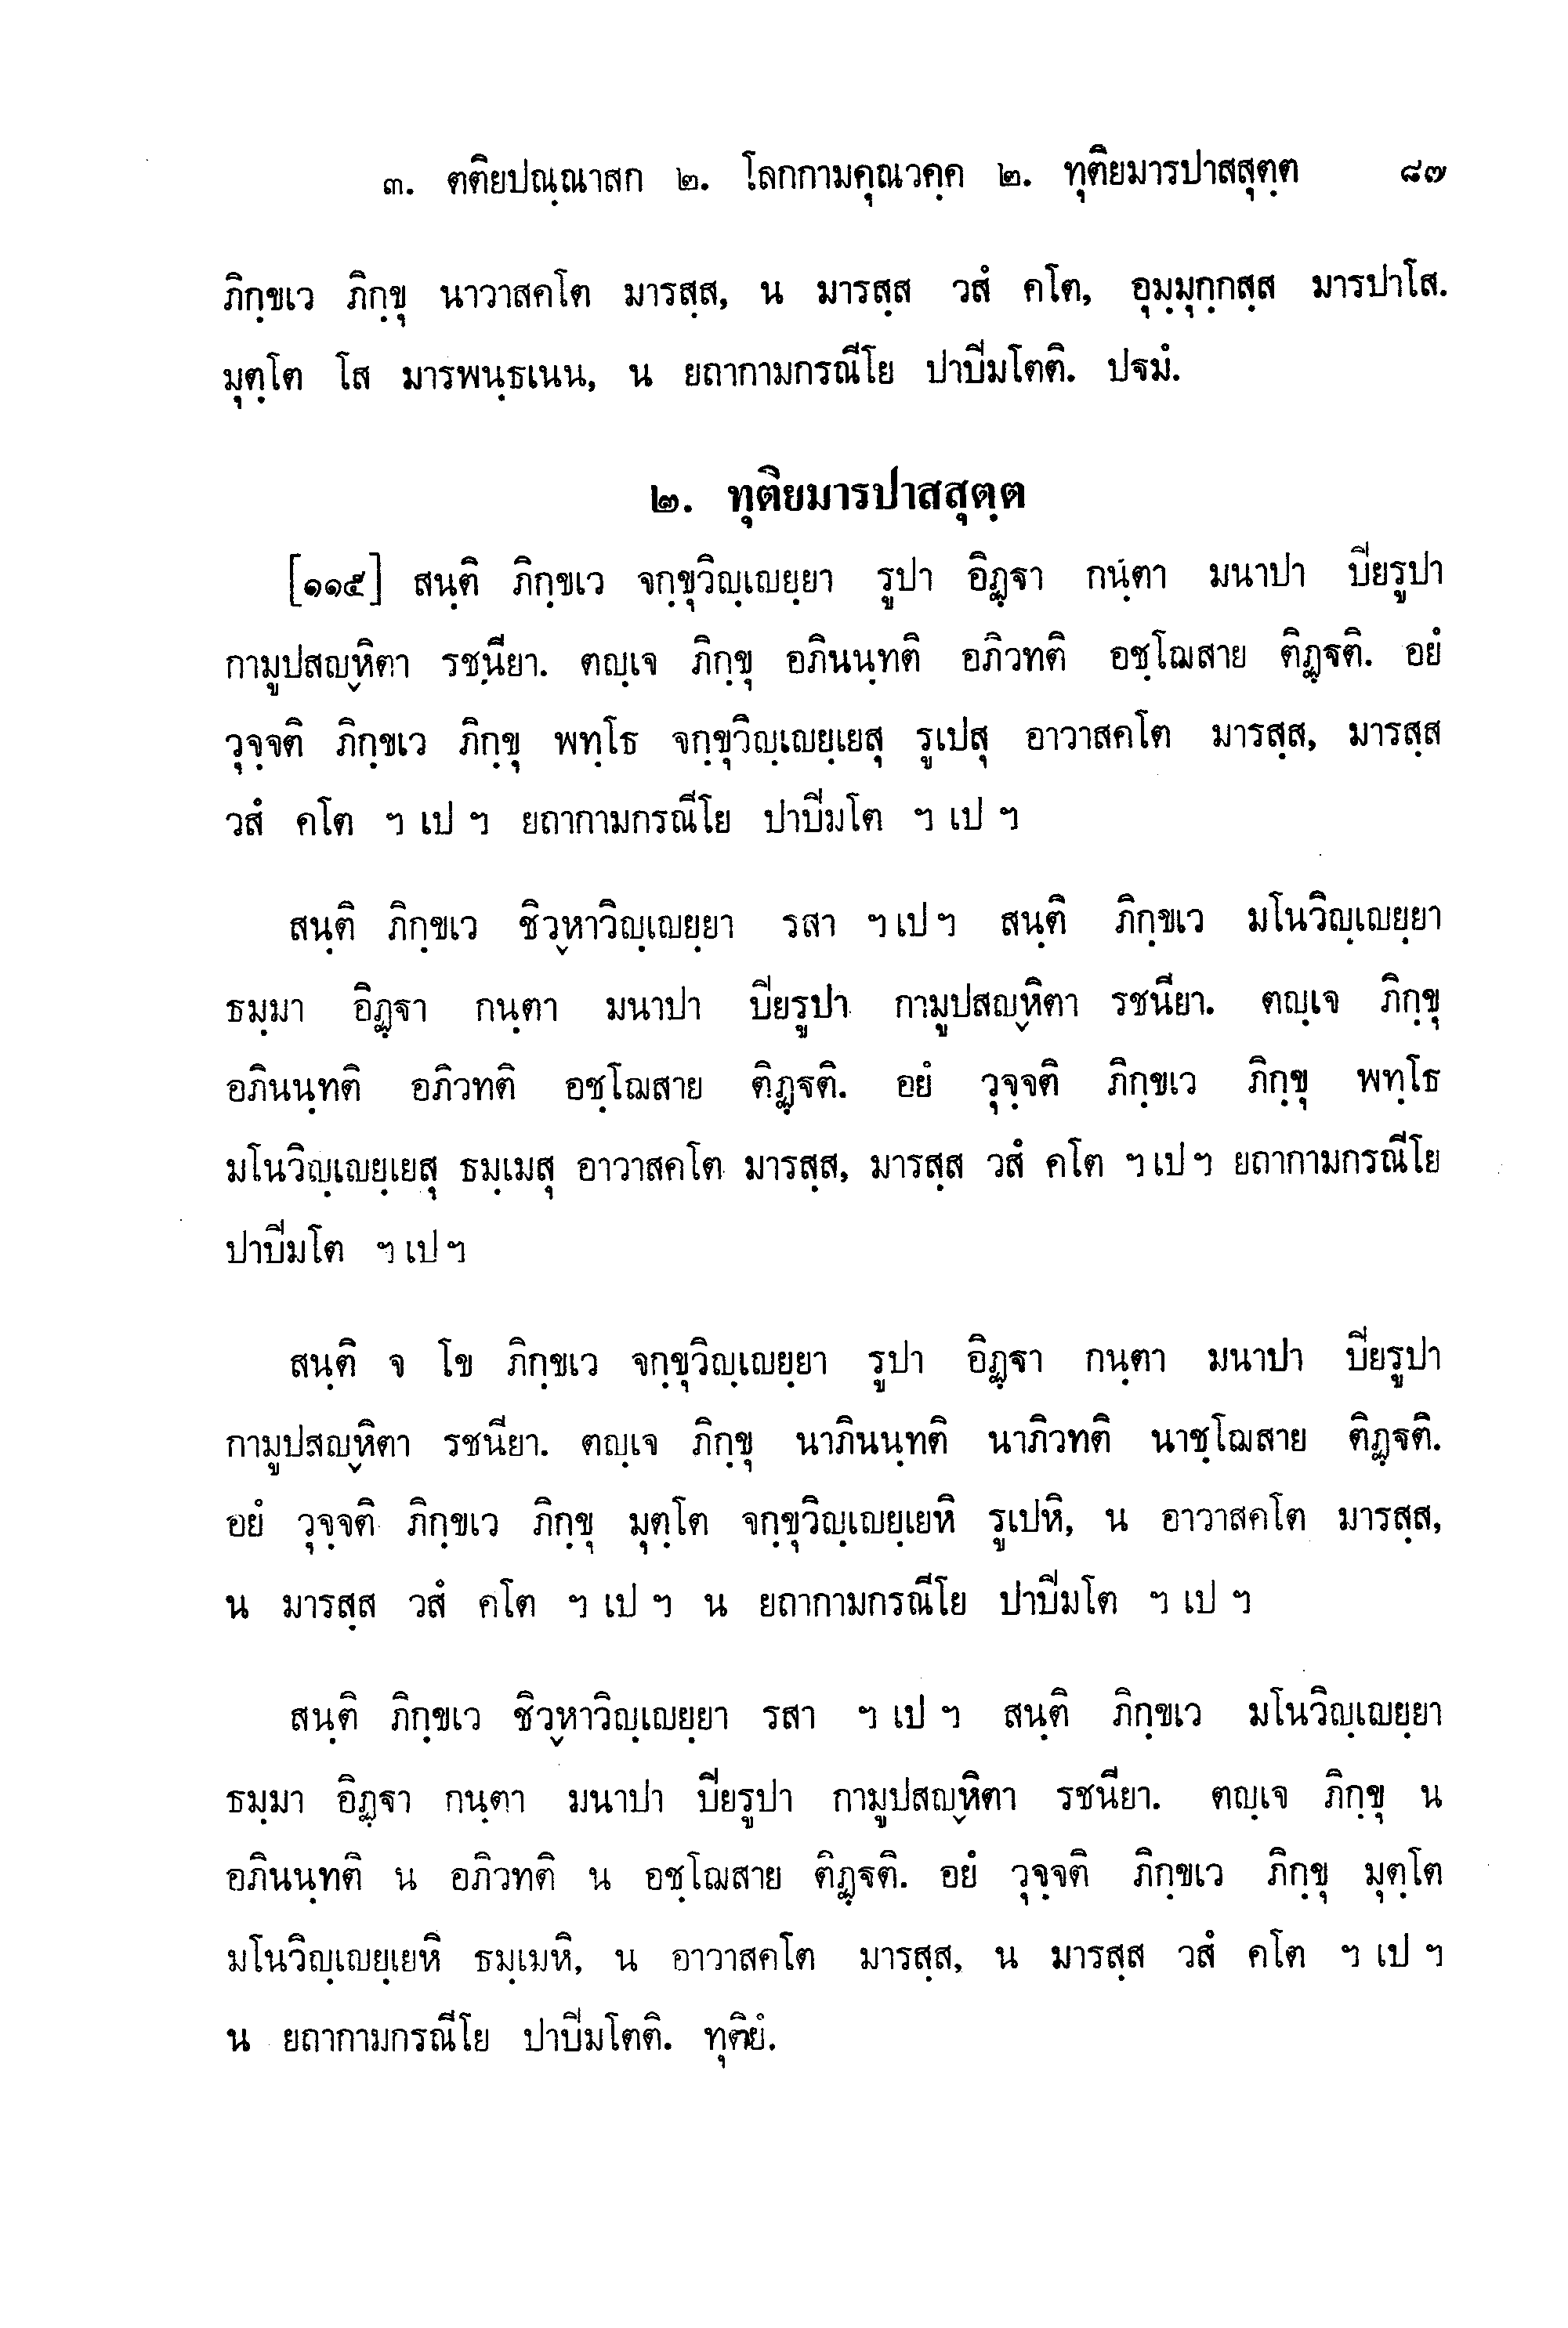 ๓. ตติยปณฺณาสก ๒. โลกกามคุณวคฺค ๒. ทุติยมารปาสสุตฺต ๘๗
ภิกฺขเว ภิกฺขุ นาวาสคโต มารสฺส, น มารสฺส วสํ คโต, อุมฺมุกฺกสฺส มารปาโส.
มุตฺโต โส มารพนฺธเนน, น ยถากามกรณีโย ปาปิมโตติ. ปฐมํ.
๒. ทุติยมารปาสสุตฺต
[๑๑๕] สนฺติ ภิกฺขเว จกฺขุวิญฺเญยฺยา รูปา อิฏฺฐา กนฺตา มนาปา ปิยรูปา
กามูปสญฺหิตา รชนียา. ตญฺเจ ภิกฺขุ อภินนฺทติ อภิวทติ อชฺโฌสาย ติฏฺฐติ. อยํ
วุจฺจติ ภิกฺขเว ภิกฺขุ พทฺโธ จกฺขุวิญฺเญยฺเยสุ รูเปสุ อาวาสคโต มารสฺส, มารสฺส
วสํ คโต ฯ เป ฯ ยถากามกรณีโย ปาปิมโต ฯ เป ฯ
สนฺติ ภิกฺขเว ชิวฺหาวิญฺเญยฺยา รสา ฯ เป ฯ สนฺติ ภิกฺขเว มโนวิญฺเญยฺยา
ธมฺมา อิฏฺฐา กนฺตา มนาปา ปิยรูปา กามูปสญฺหิตา รชนียา. ตญฺเจ ภิกฺขุ
อภินนฺทติ อภิวทติ อชฺโฌสาย ติฏฺฐติ. อยํ วุจฺจติ ภิกฺขเว ภิกฺขุ พทฺโธ
มโนวิญฺเญยฺเยสุ ธมฺเมสุ อาวาสคโต มารสฺส, มารสฺส วสํ คโต ฯ เป ฯ ยถากามกรณีโย
ปาปิมโต ฯ เป ฯ
สนฺติ จ โข ภิกฺขเว จกฺขุวิญฺเญยฺยา รูปา อิฏฺฐา กนฺตา มนาปา ปิยรูปา
กามูปสญฺหิตา รชนียา. ตญฺเจ ภิกฺขุ นาภินนฺทติ นาภิวทติ นาชฺโฌสาย ติฏฺฐติ.
อยํ วุจฺจติ ภิกฺขเว ภิกฺขุ มุตฺโต จกฺขุวิญฺเญยฺเยหิ รูเปหิ, น อาวาสคโต มารสฺส,
น มารสฺส วสํ คโต ฯ เป ฯ น ยถากามกรณีโย ปาปิมโต ฯ เป ฯ
สนฺติ ภิกฺขเว ชิวฺหาวิญฺเญยฺยา รสา ฯ เป ฯ สนฺติ ภิกฺขเว มโนวิญฺเญยฺยา
ธมฺมา อิฏฺฐา กนฺตา มนาปา ปิยรูปา กามูปสญฺหิตา รชนียา. ตญฺเจ ภิกฺขุ น
อภินนฺทติ น อภิวทติ น อชฺโฌสาย ติฏฺฐติ. อยํ วุจฺจติ ภิกฺขเว ภิกฺขุ มุตฺโต
มโนวิญฺเญยฺเยหิ ธมฺเมหิ, น อาวาสคโต มารสฺส, น มารสฺส วสํ คโต ฯ เป ฯ
น ยถากามกรณีโย ปาปิมโตติ. ทุติยํ.